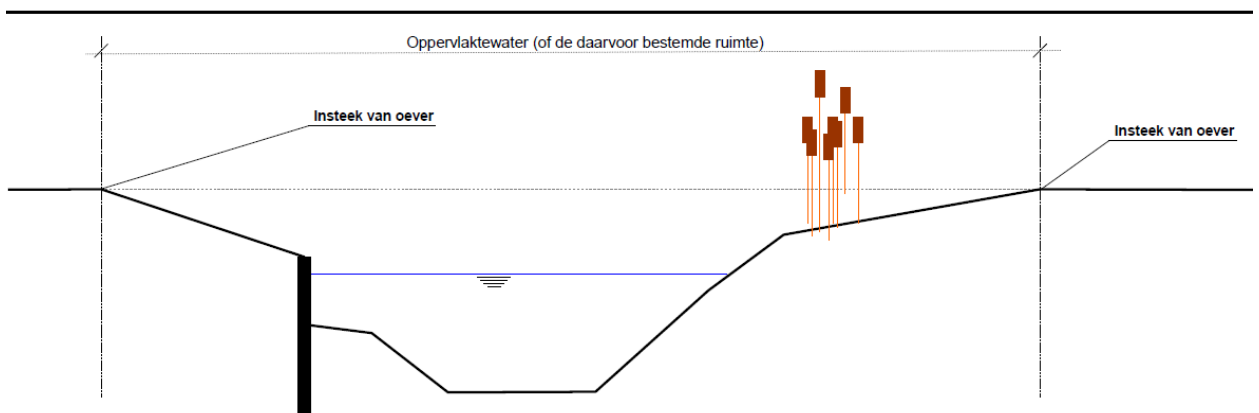 Oppervlaktewater (of de daarvoor bestemde ruimte)
Insteek van oever
Insteek van oever